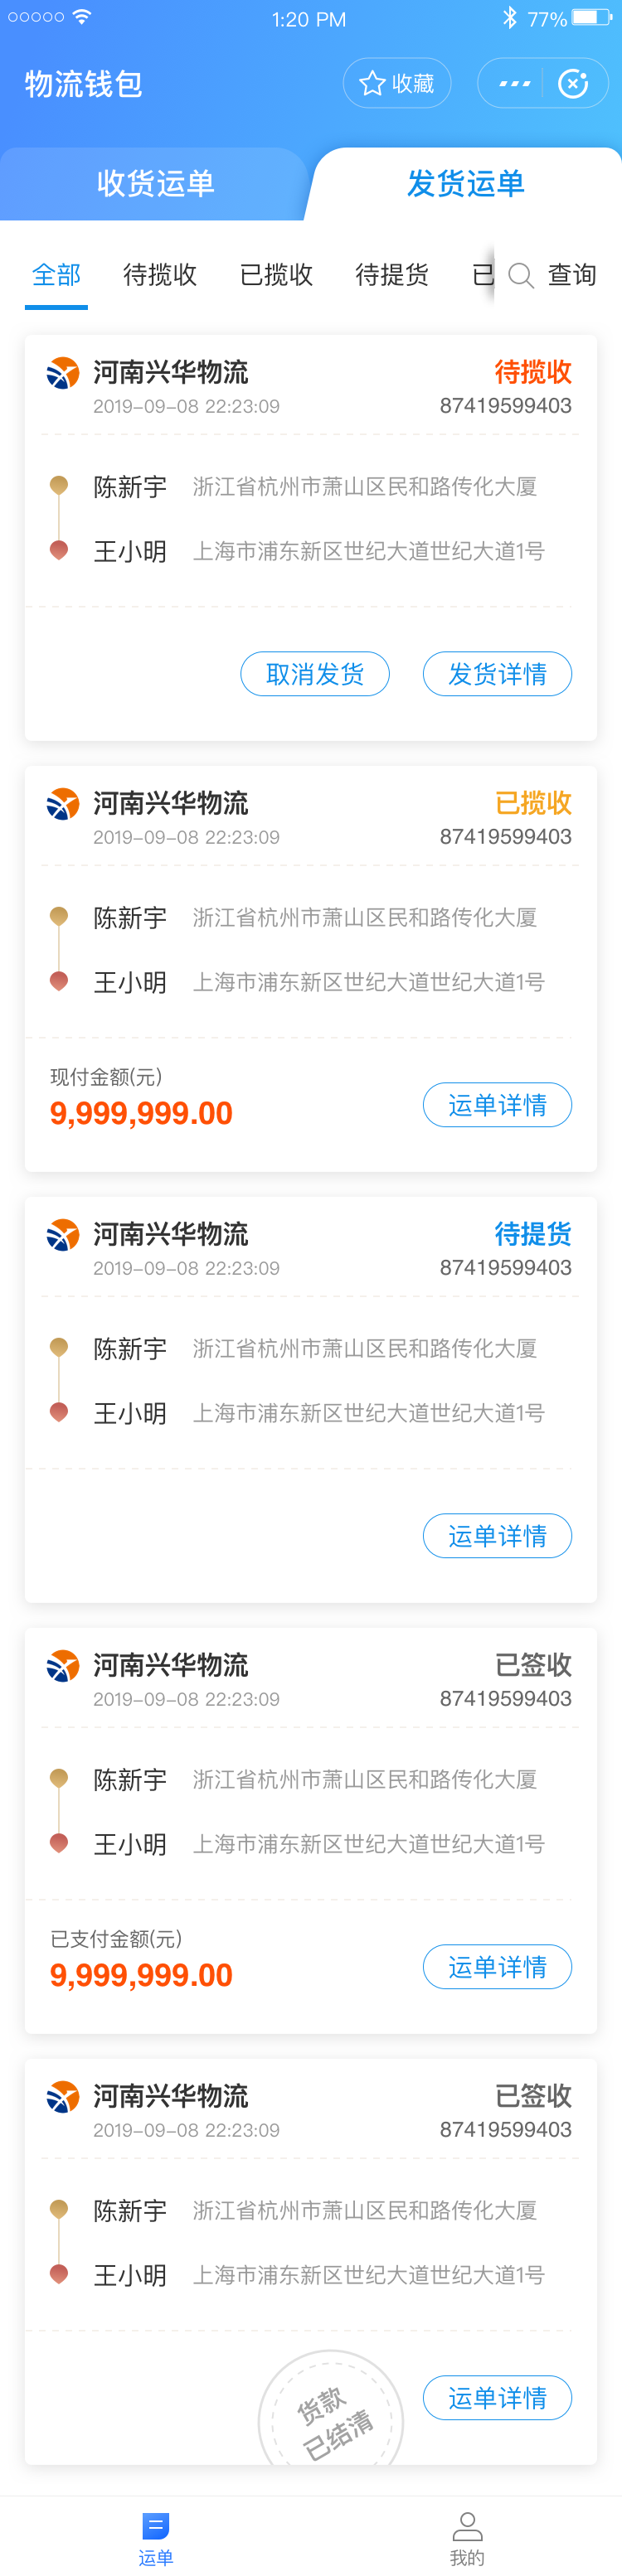 1:20 PM 77%
物流钱包 收藏
收货运单 发货运单
全部 待揽收 已揽收 待提货 已 查询
河南兴华物流 待揽收
2019-09-08 22:23:09 87419599403
陈新宇 浙江省杭州市萧山区民和路传化大厦
王小明 上海市浦东新区世纪大道世纪大道1号
取消发货 发货详情
河南兴华物流 已揽收
2019-09-08 22:23:09 87419599403
陈新宇 浙江省杭州市萧山区民和路传化大厦
王小明 上海市浦东新区世纪大道世纪大道1号
现付金额(元)
9,999,999.00 运单详情
河南兴华物流 待提货
2019-09-08 22:23:09 87419599403
陈新宇 浙江省杭州市萧山区民和路传化大厦
王小明 上海市浦东新区世纪大道世纪大道1号
运单详情
河南兴华物流 已签收
2019-09-08 22:23:09 87419599403
陈新宇 浙江省杭州市萧山区民和路传化大厦
王小明 上海市浦东新区世纪大道世纪大道1号
已支付金额(元)
9,999,999.00 运单详情
河南兴华物流 已签收
2019-09-08 22:23:09 87419599403
陈新宇 浙江省杭州市萧山区民和路传化大厦
王小明 上海市浦东新区世纪大道世纪大道1号
货款
已结清
运单详情
运单 我的